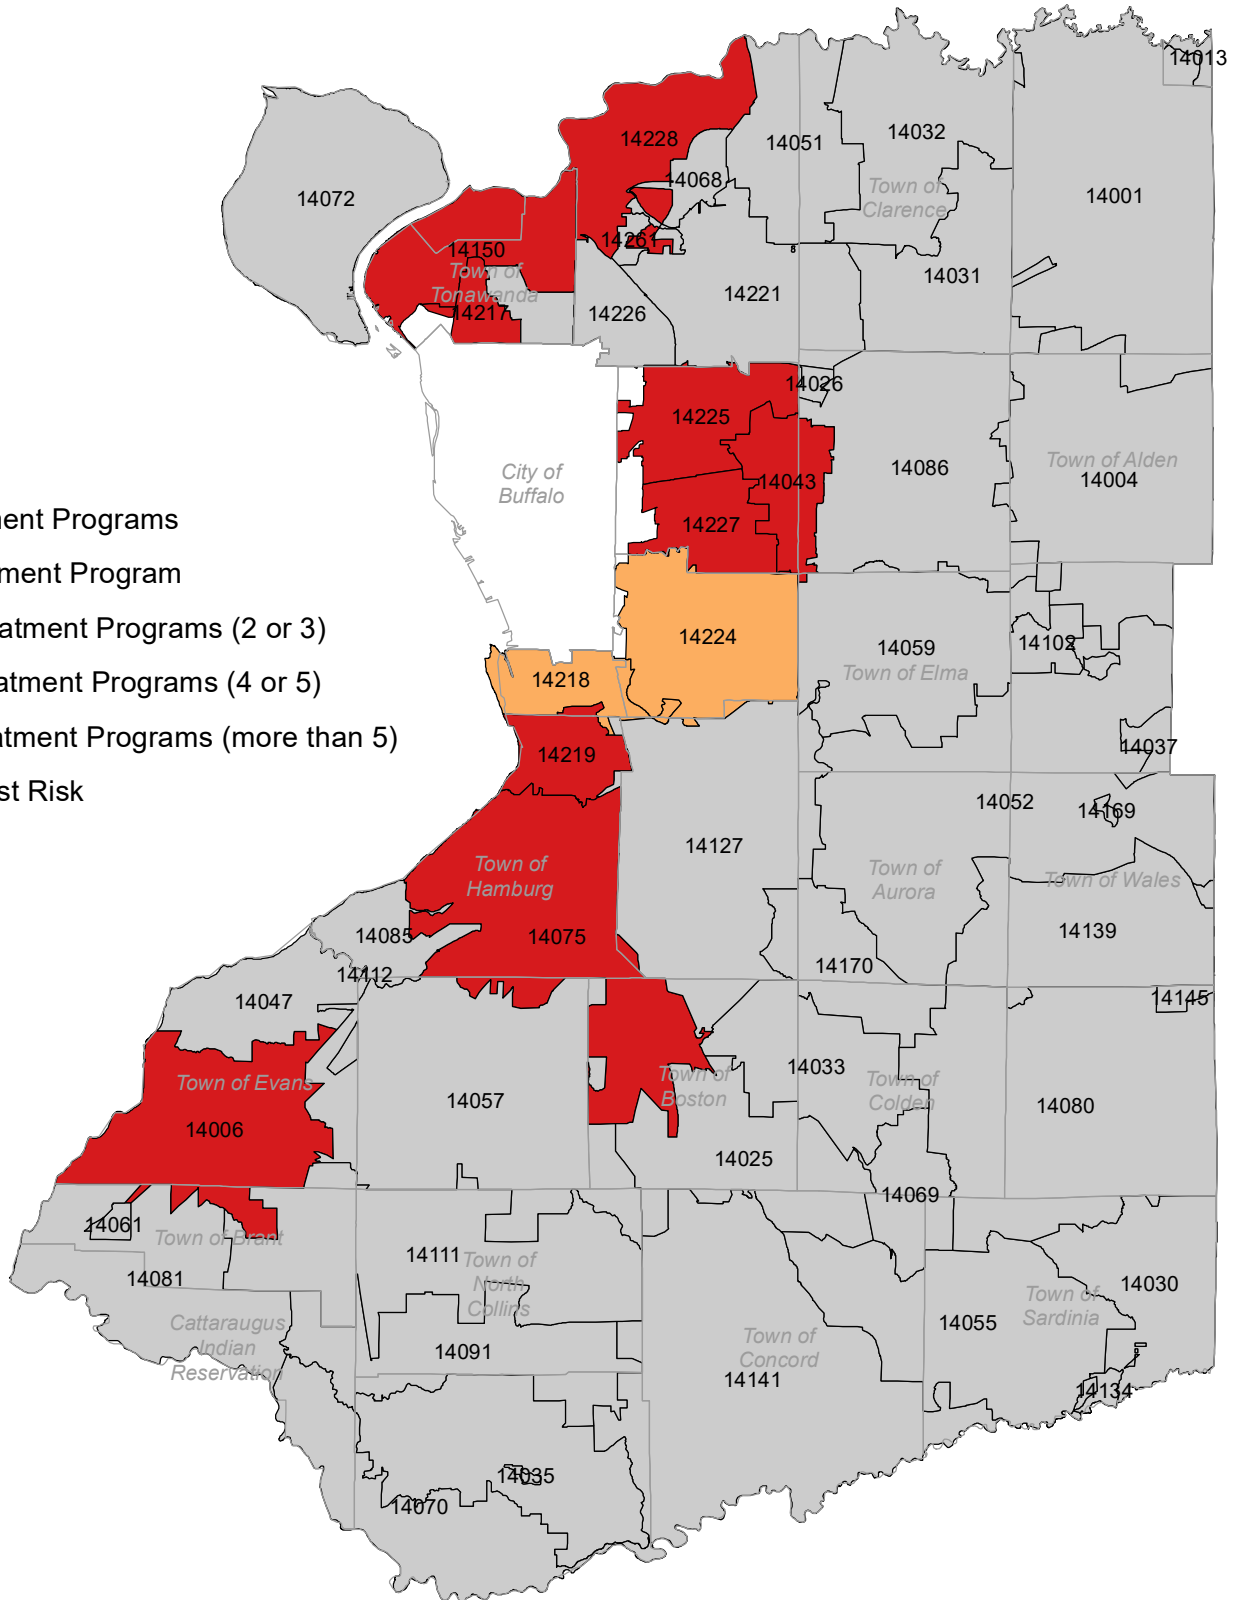 14013
14032
14228
14051
14068
14072
14001
Town of
Clarence
14261
14150
Town of
Tonawanda
14031
14221
14217
14226
14026
14225
14086
Town of Alden
14004
City of
Buffalo
14043
14227
ment Programs
ment Program
eatment Programs (2 or 3)
eatment Programs (4 or 5)
atment Programs (more than 5)
st Risk
14224
14059
Town of Elma
14102
14218
14219
14037
14052
14169
14127
Town of
Hamburg
Town of
Aurora
Town of Wales
14085
14075
14139
14112
14170
14047
14145
Town of Evans
14033
Town of
Boston
Town of
Colden
14057
14080
14006
14025
14069
14061
Town of Brant
14111
Town of
North
Collins
14081
14030
Town of
Sardinia
Cattaraugus
Indian
Reservation
14055
Town of
Concord
14091
14141
14134
14035
14070